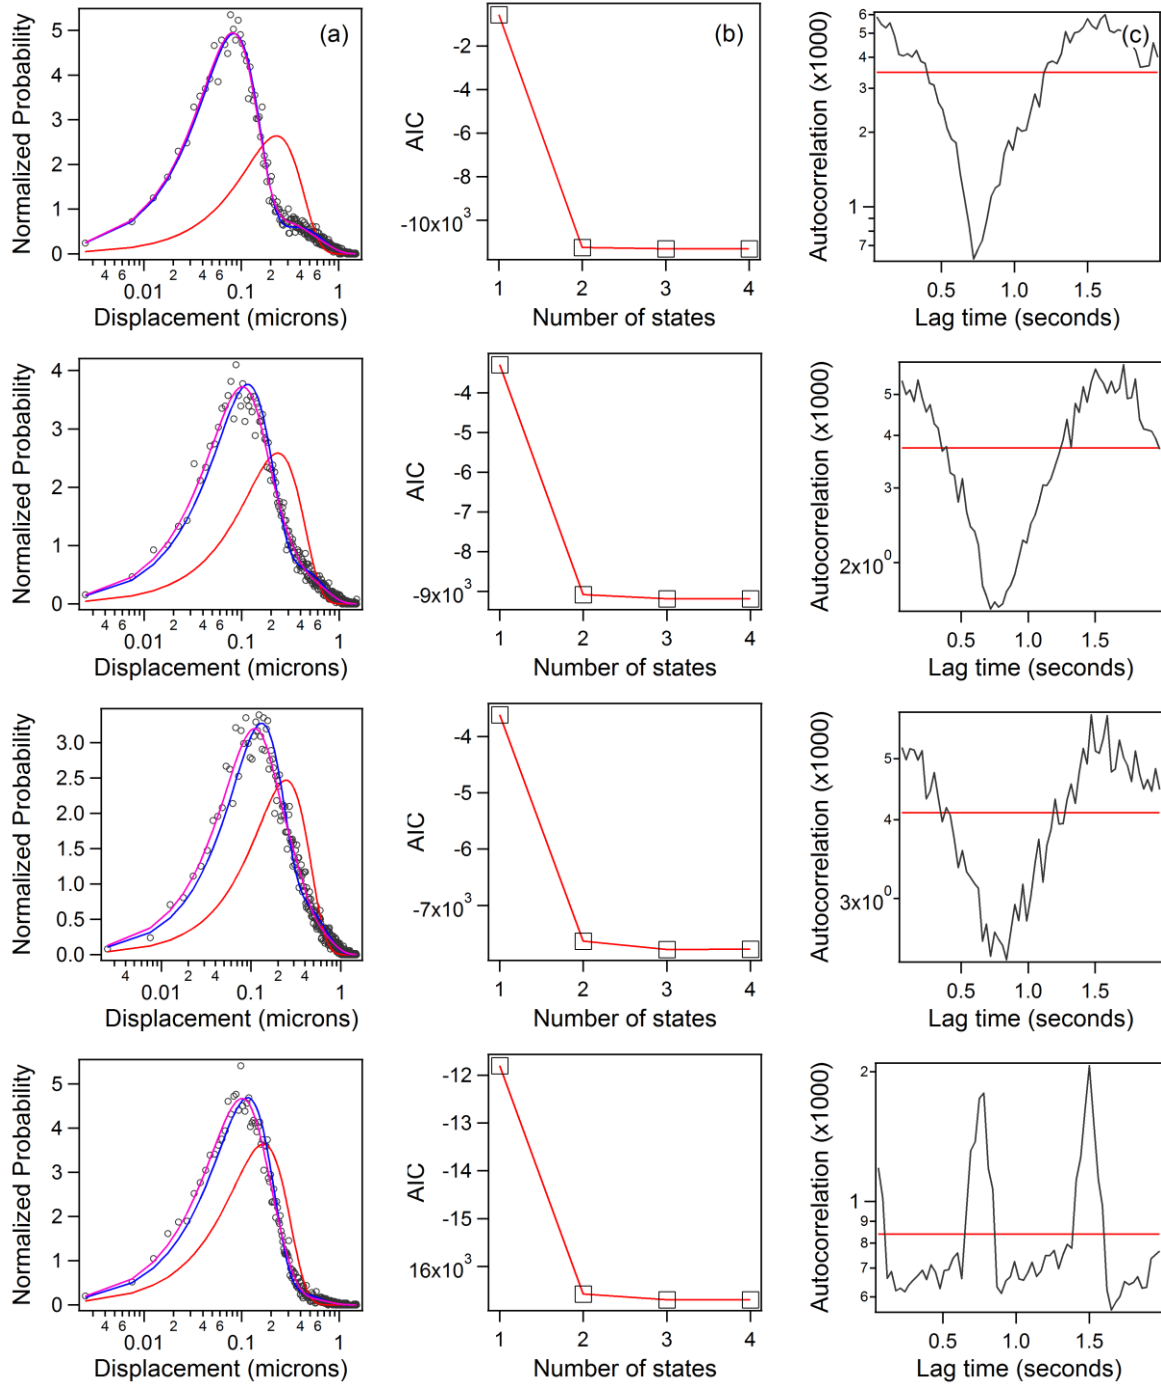 (a)
Normalized Probability
5
4
3
2
1
0
4 6 2 4 6 2 4 6
0.01 0.1 1
Displacement (microns)
(b)
AIC
-2
-4
-6
-8
-10x10³
1 2 3 4
Number of states
(c)
Autocorrelation (x1000)
6
5
4
3
2
1
9
8
7
0.5 1.0 1.5
Lag time (seconds)
Normalized Probability
4
3
2
1
0
4 6 2 4 6 2 4 6
0.01 0.1 1
Displacement (microns)
AIC
-4
-5
-6
-7
-8
-9x10³
1 2 3 4
Number of states
Autocorrelation (x1000)
5
4
3
2x10⁰
0.5 1.0 1.5
Lag time (seconds)
Normalized Probability
3.0
2.5
2.0
1.5
1.0
0.5
0.0
4 2 4 2 4
0.01 0.1 1
Displacement (microns)
AIC
-4
-5
-6
-7x10³
1 2 3 4
Number of states
Autocorrelation (x1000)
5
4
3x10⁰
0.5 1.0 1.5
Lag time (seconds)
Normalized Probability
5
4
3
2
1
0
4 6 2 4 6 2 4 6
0.01 0.1 1
Displacement (microns)
AIC
-12
-13
-14
-15
16x10³
1 2 3 4
Number of states
Autocorrelation (x1000)
2
1
9
8
7
6
0.5 1.0 1.5
Lag time (seconds)